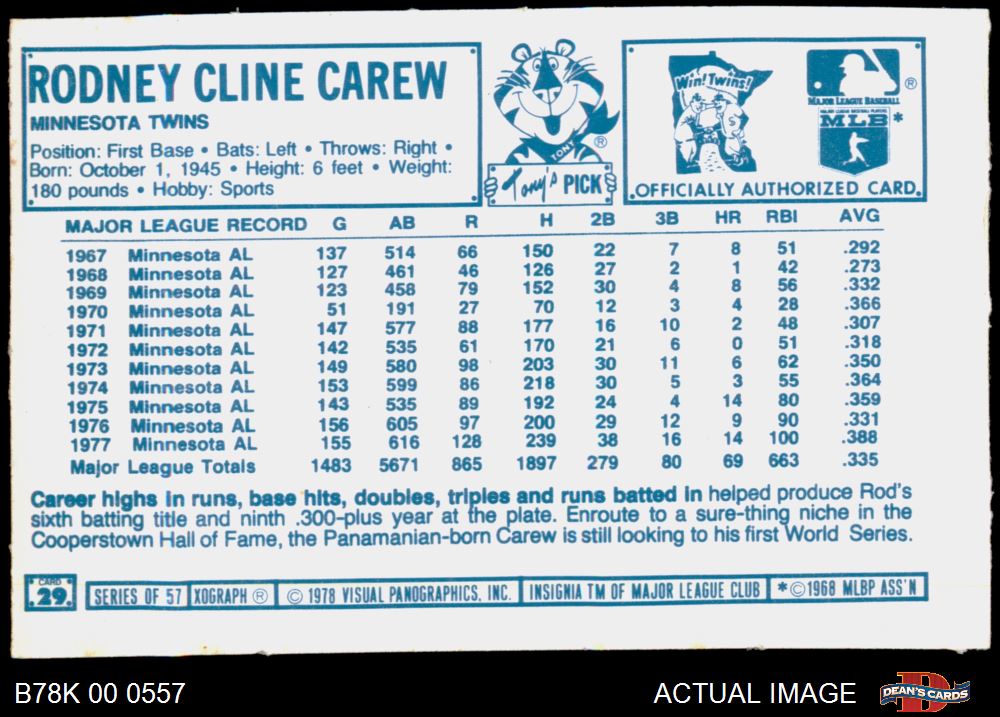 RODNEY CLINE CAREW
MINNESOTA TWINS
Position: First Base • Bats: Left • Throws: Right •
Born: October 1, 1945 • Height: 6 feet • Weight:
180 pounds • Hobby: Sports
TONY
®
Tony's PICK
Win! Twins!
®
MAJOR LEAGUE BASEBALL
MAJOR LEAGUE BASEBALL PLAYERS
MLB *
OFFICIALLY AUTHORIZED CARD
MAJOR LEAGUE RECORD G AB R H 2B 3B HR RBI AVG
1967 Minnesota AL 137 514 66 150 22 7 8 51 .292
1968 Minnesota AL 127 461 46 126 27 2 1 42 .273
1969 Minnesota AL 123 458 79 152 30 4 8 56 .332
1970 Minnesota AL 51 191 27 70 12 3 4 28 .366
1971 Minnesota AL 147 577 88 177 16 10 2 48 .307
1972 Minnesota AL 142 535 61 170 21 6 0 51 .318
1973 Minnesota AL 149 580 98 203 30 11 6 62 .350
1974 Minnesota AL 153 599 86 218 30 5 3 55 .364
1975 Minnesota AL 143 535 89 192 24 4 14 80 .359
1976 Minnesota AL 156 605 97 200 29 12 9 90 .331
1977 Minnesota AL 155 616 128 239 38 16 14 100 .388
Major League Totals 1483 5671 865 1897 279 80 69 663 .335
Career highs in runs, base hits, doubles, triples and runs batted in helped produce Rod's
sixth batting title and ninth .300-plus year at the plate. Enroute to a sure-thing niche in the
Cooperstown Hall of Fame, the Panamanian-born Carew is still looking to his first World Series.
CARD
29
SERIES OF 57 XOGRAPH ® © 1978 VISUAL PANOGRAPHICS, INC. INSIGNIA TM OF MAJOR LEAGUE CLUB *©1968 MLBP ASS'N
B78K 00 0557
ACTUAL IMAGE
DEAN'S CARDS